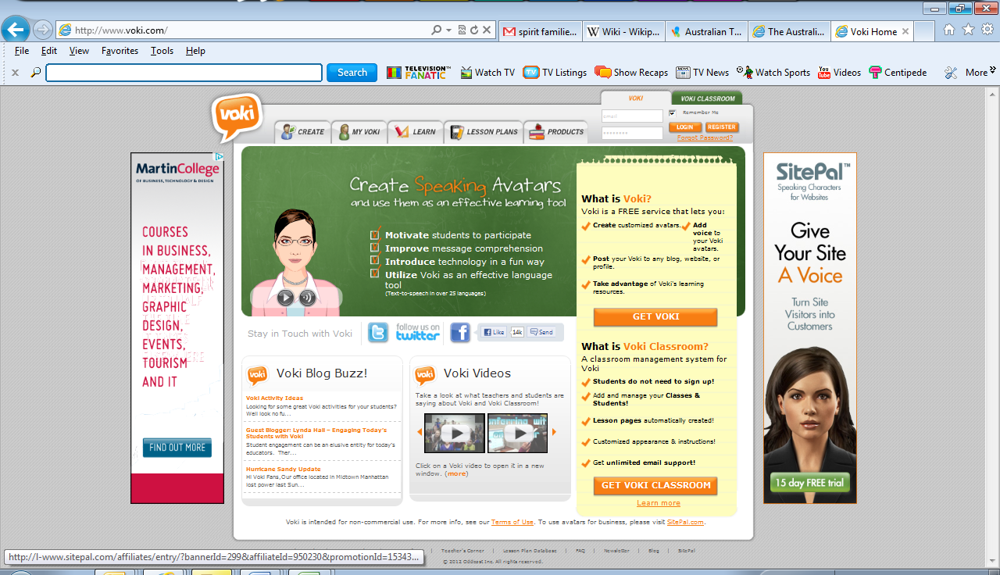 http://www.voki.com/
spirit familie...
Wiki - Wikip...
Australian T...
The Australi...
Voki Home
File Edit View Favorites Tools Help
Search
TELEVISION FANATIC
Watch TV
TV Listings
Show Recaps
TV News
Watch Sports
You Tube
Videos
Centipede
More
voki
VOKI
VOKI CLASSROOM
email
Remember Me
LOGIN
REGISTER
Forgot Password?
CREATE
MY VOKI
LEARN
LESSON PLANS
PRODUCTS
MartinCollege
OF BUSINESS, TECHNOLOGY & DESIGN
COURSES
IN BUSINESS,
MANAGEMENT,
MARKETING,
GRAPHIC
DESIGN,
EVENTS,
TOURISM
AND IT
FIND OUT MORE
Create Speaking Avatars
and use them as an effective learning tool
Motivate students to participate
Improve message comprehension
Introduce technology in a fun way
Utilize Voki as an effective language
tool
(Text-to-speech in over 25 languages)
What is Voki?
Voki is a FREE service that lets you:
Create customized avatars.
Add
voice to
your Voki
avatars.
Post your Voki to any blog, website, or
profile.
Take advantage of Voki's learning
resources.
GET VOKI
What is Voki Classroom?
A classroom management system for
Voki
Students do not need to sign up!
Add and manage your Classes &
Students!
Lesson pages automatically created!
Customized appearance & instructions!
Get unlimited email support!
GET VOKI CLASSROOM
Learn more
Stay in Touch with Voki
follow us on
twitter
Like
14k
Send
voki
Voki Blog Buzz!
Voki Activity Ideas
Looking for some great Voki activities for your students?
Well look no fu...
Guest Blogger: Lynda Hall – Engaging Today's
Students with Voki
Student engagement can be an elusive entity for today's
educators. Ther...
Hurricane Sandy Update
Hi Voki Fans,Our office located in Midtown Manhattan
lost power last Sun...
voki
Voki Videos
Take a look at what teachers and students are
saying about Voki and Voki Classroom!
Click on a Voki video to open it in a new
window. (more)
SitePal™
Speaking Characters
for Websites
Give
Your Site
A Voice
Turn Site
Visitors into
Customers
15 day FREE trial
Voki is intended for non-commercial use. For more info, see our Terms of Use. To use avatars for business, please visit SitePal.com.
| Teacher's Corner | Lesson Plan Database | FAQ | Newsletter | Blog | SitePal
© 2012 Oddcast Inc. All rights reserved.
http://l-www.sitepal.com/affiliates/entry/?bannerId=299&affiliateId=950230&promotionId=15343...